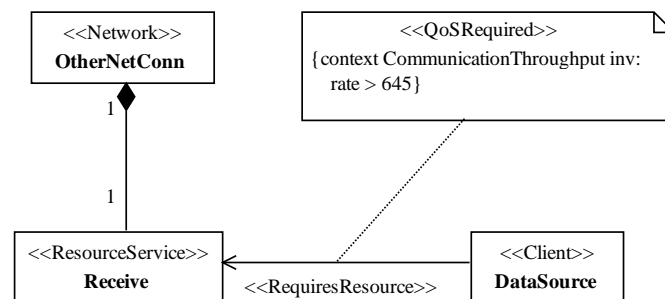 <<Network>>
OtherNetConn
<<QoSRequired>>
{context CommunicationThroughput inv:
rate > 645}
1
1
<<ResourceService>>
Receive
<<RequiresResource>>
<<Client>>
DataSource